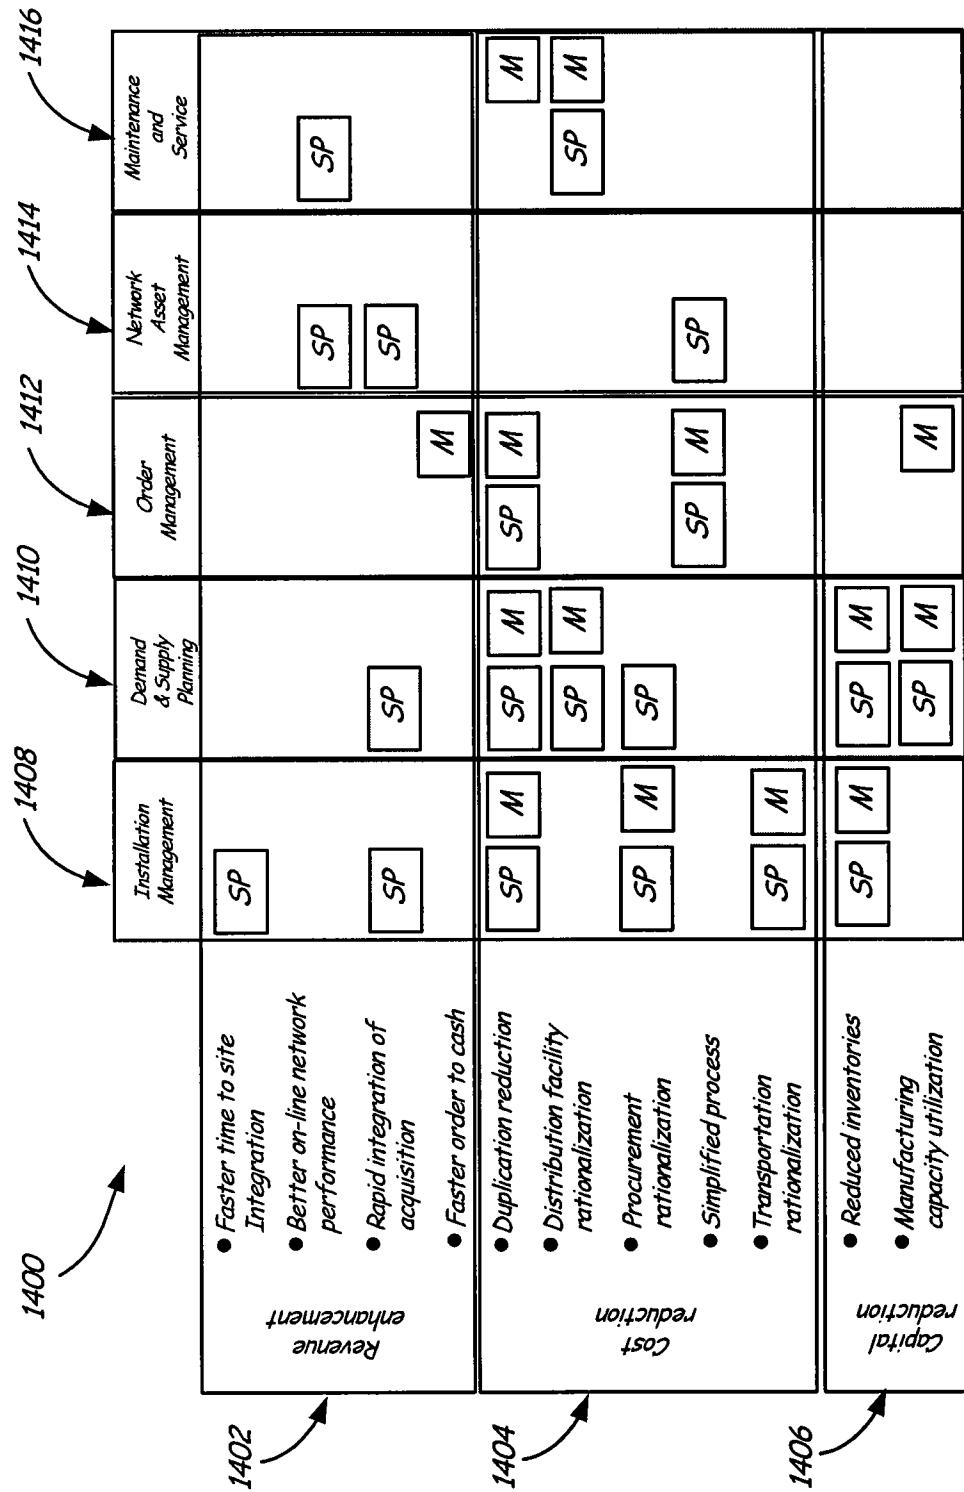 1400
1408
1410
1412
1414
1416
Installation
Management
Demand
& Supply
Planning
Order
Management
Network
Asset
Management
Maintenance
and
Service
1402
Revenue
enhancement
● Faster time to site
Integration
SP
● Better on-line network
performance
SP
SP
● Rapid integration of
acquisition
SP
SP
SP
● Faster order to cash
M
1404
Cost
reduction
● Duplication reduction
SP M
SP M
SP M
M
● Distribution facility
rationalization
SP M
SP M
● Procurement
rationalization
SP M
SP
● Simplified process
SP M
SP
● Transportation
rationalization
SP M
1406
Capital
reduction
● Reduced inventories
SP M
SP M
● Manufacturing
capacity utilization
SP M
M